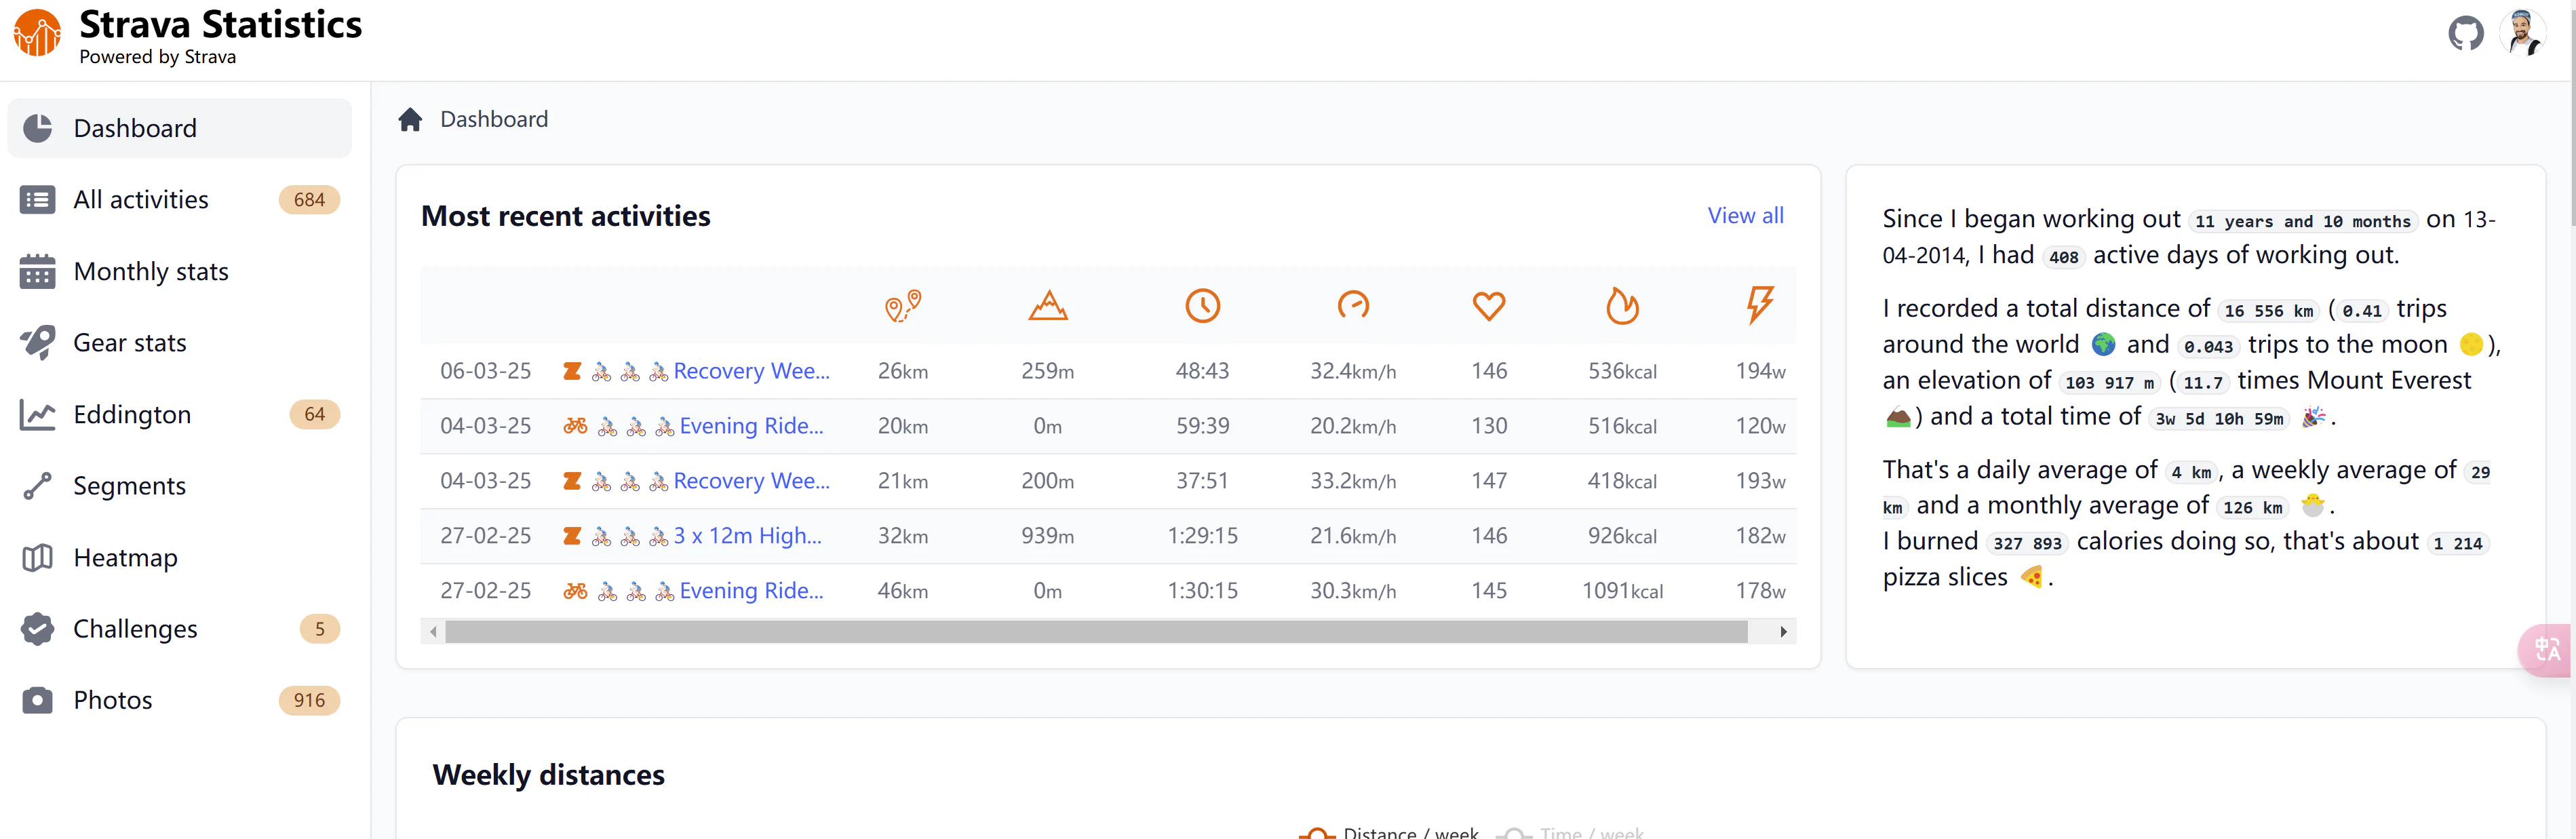 Strava Statistics
Powered by Strava
Dashboard
All activities 684
Monthly stats
Gear stats
Eddington 64
Segments
Heatmap
Challenges 5
Photos 916
Dashboard
Most recent activities View all
06-03-25 Recovery Wee... 26km 259m 48:43 32.4km/h 146 536kcal 194w
04-03-25 Evening Ride... 20km 0m 59:39 20.2km/h 130 516kcal 120w
04-03-25 Recovery Wee... 21km 200m 37:51 33.2km/h 147 418kcal 193w
27-02-25 3 x 12m High... 32km 939m 1:29:15 21.6km/h 146 926kcal 182w
27-02-25 Evening Ride... 46km 0m 1:30:15 30.3km/h 145 1091kcal 178w
Since I began working out 11 years and 10 months on 13-
04-2014, I had 408 active days of working out.
I recorded a total distance of 16 556 km (0.41 trips
around the world 🌍 and 0.043 trips to the moon 🌕),
an elevation of 103 917 m (11.7 times Mount Everest
⛰️) and a total time of 3w 5d 10h 59m 🎉.
That's a daily average of 4 km, a weekly average of 29
km and a monthly average of 126 km 🐣.
I burned 327 893 calories doing so, that's about 1 214
pizza slices 🍕.
中A
Weekly distances
Distance / week Time / week